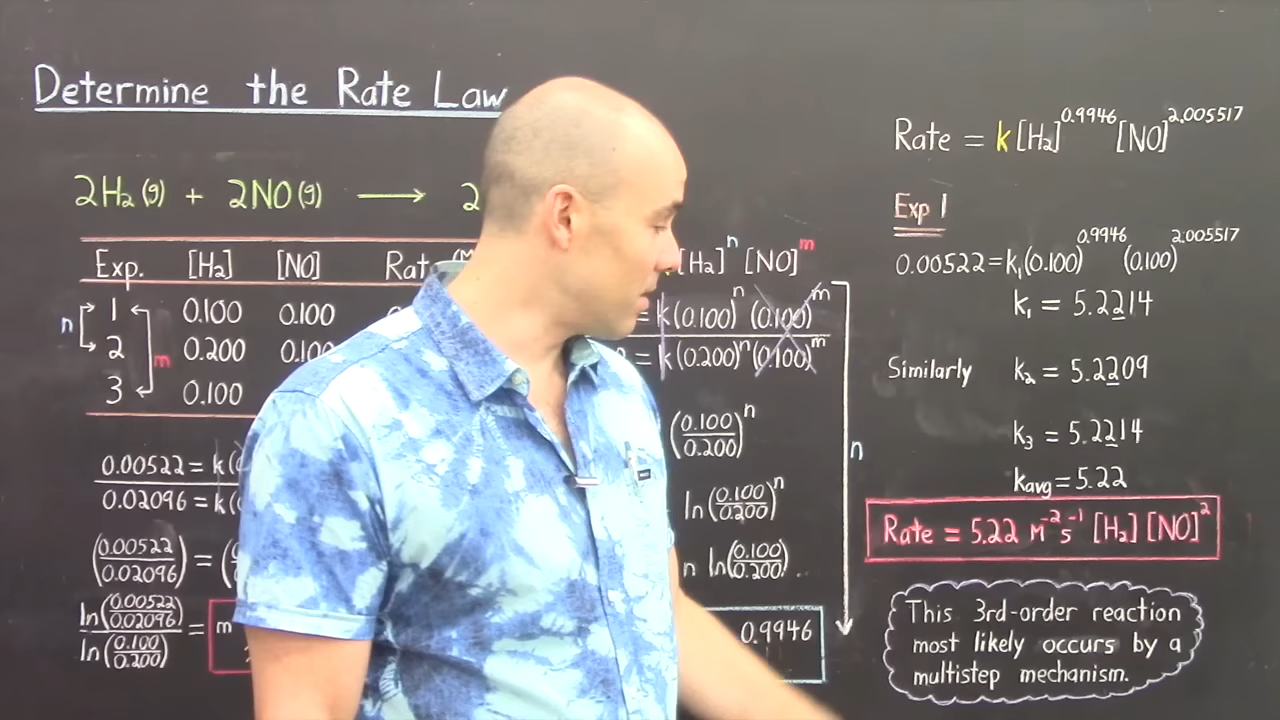 Determine the Rate Law
2H₂(g) + 2NO(g) ⟶ 2
Exp. [H₂] [NO]
1 0.100 0.100
n 2 0.200 m
3 0.100
0.00522 = k
0.02096 = k
(0.00522/0.02096) =
ln(0.00522/0.02096)/ln(0.100/0.200) = m
[H₂]ⁿ [NO]ᵐ
= k(0.100)ⁿ (0.100)ᵐ
= k(0.200)ⁿ (0.100)ᵐ
(0.100/0.200)ⁿ
n
ln(0.100/0.200)ⁿ
n ln(0.100/0.200)
0.9946
Rate = k[H₂]^0.9946 [NO]^2.005517
Exp 1
0.00522 = k₁(0.100)^0.9946 (0.100)^2.005517
k₁ = 5.2214
Similarly k₂ = 5.2209
k₃ = 5.2214
kavg = 5.22
Rate = 5.22 M⁻²s⁻¹ [H₂][NO]²
This 3rd-order reaction
most likely occurs by a
multistep mechanism.